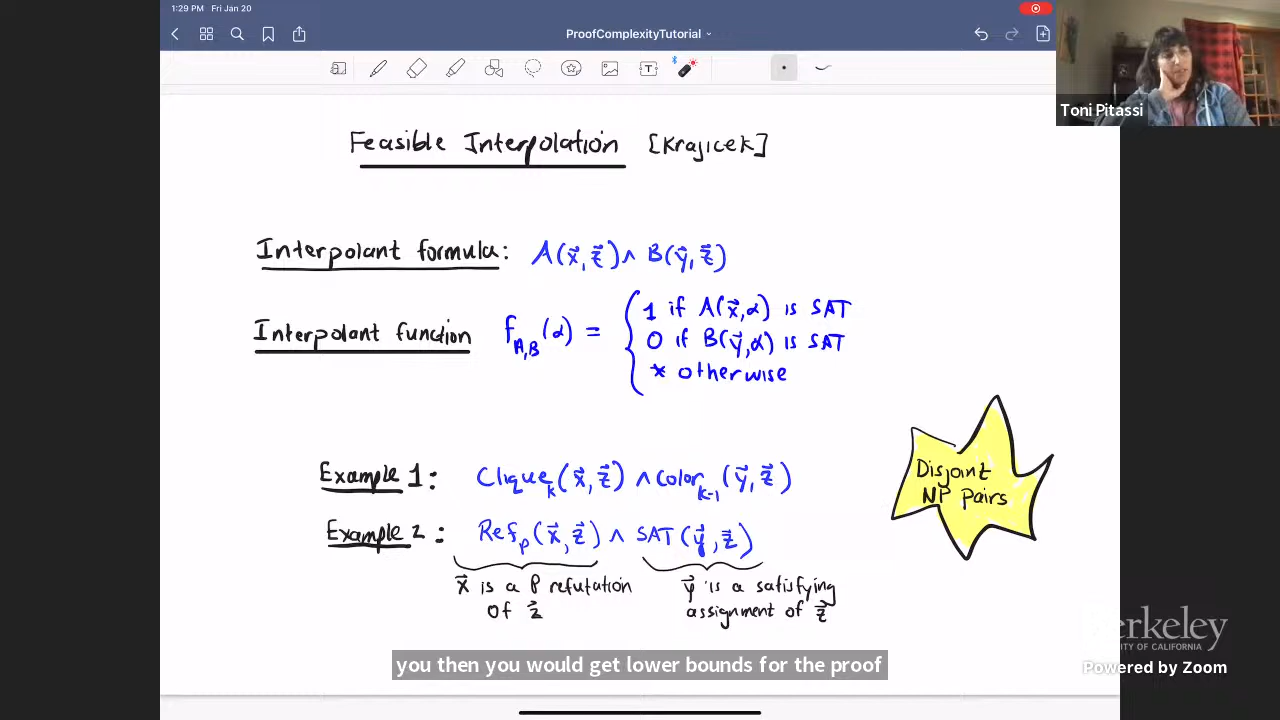 1:29 PM Fri Jan 20
ProofComplexityTutorial
Toni Pitassi
Feasible Interpolation [Krajicek]
Interpolant formula: A(x⃗, z⃗) ∧ B(y⃗, z⃗)
Interpolant function f_{A,B}(α) = { 1 if A(x⃗,α) is SAT
0 if B(y⃗,α) is SAT
* otherwise
Disjoint
NP Pairs
Example 1: Clique_k(x⃗, z⃗) ∧ Color_{k-1}(y⃗, z⃗)
Example 2: Ref_p(x⃗, z⃗) ∧ SAT(y⃗, z⃗)
x⃗ is a P refutation
of z⃗
y⃗ is a satisfying
assignment of z⃗
you then you would get lower bounds for the proof
Berkeley
UNIVERSITY OF CALIFORNIA
Powered by Zoom